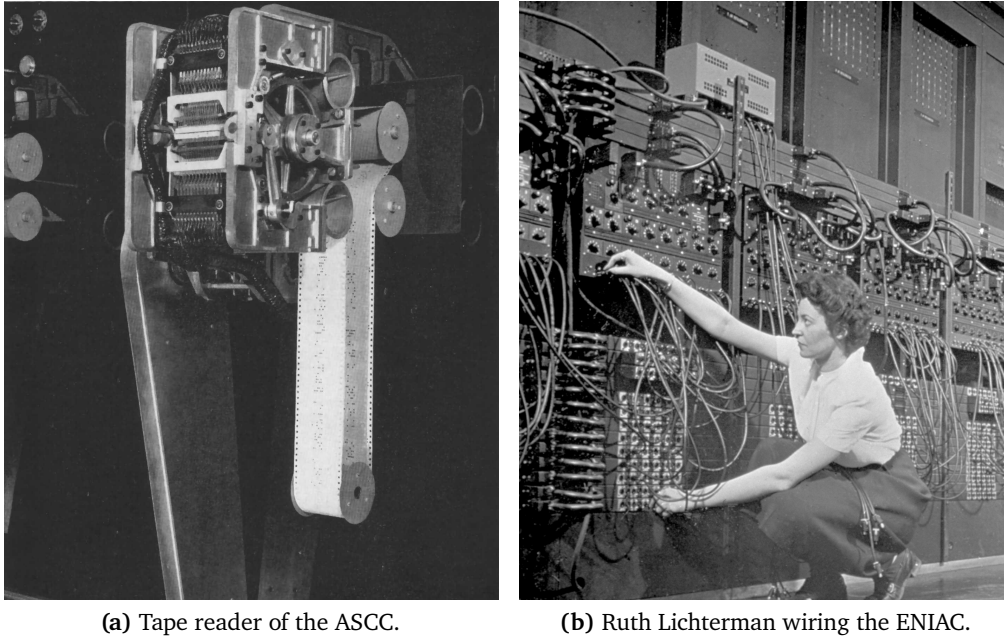 (a) Tape reader of the ASCC.
(b) Ruth Lichterman wiring the ENIAC.